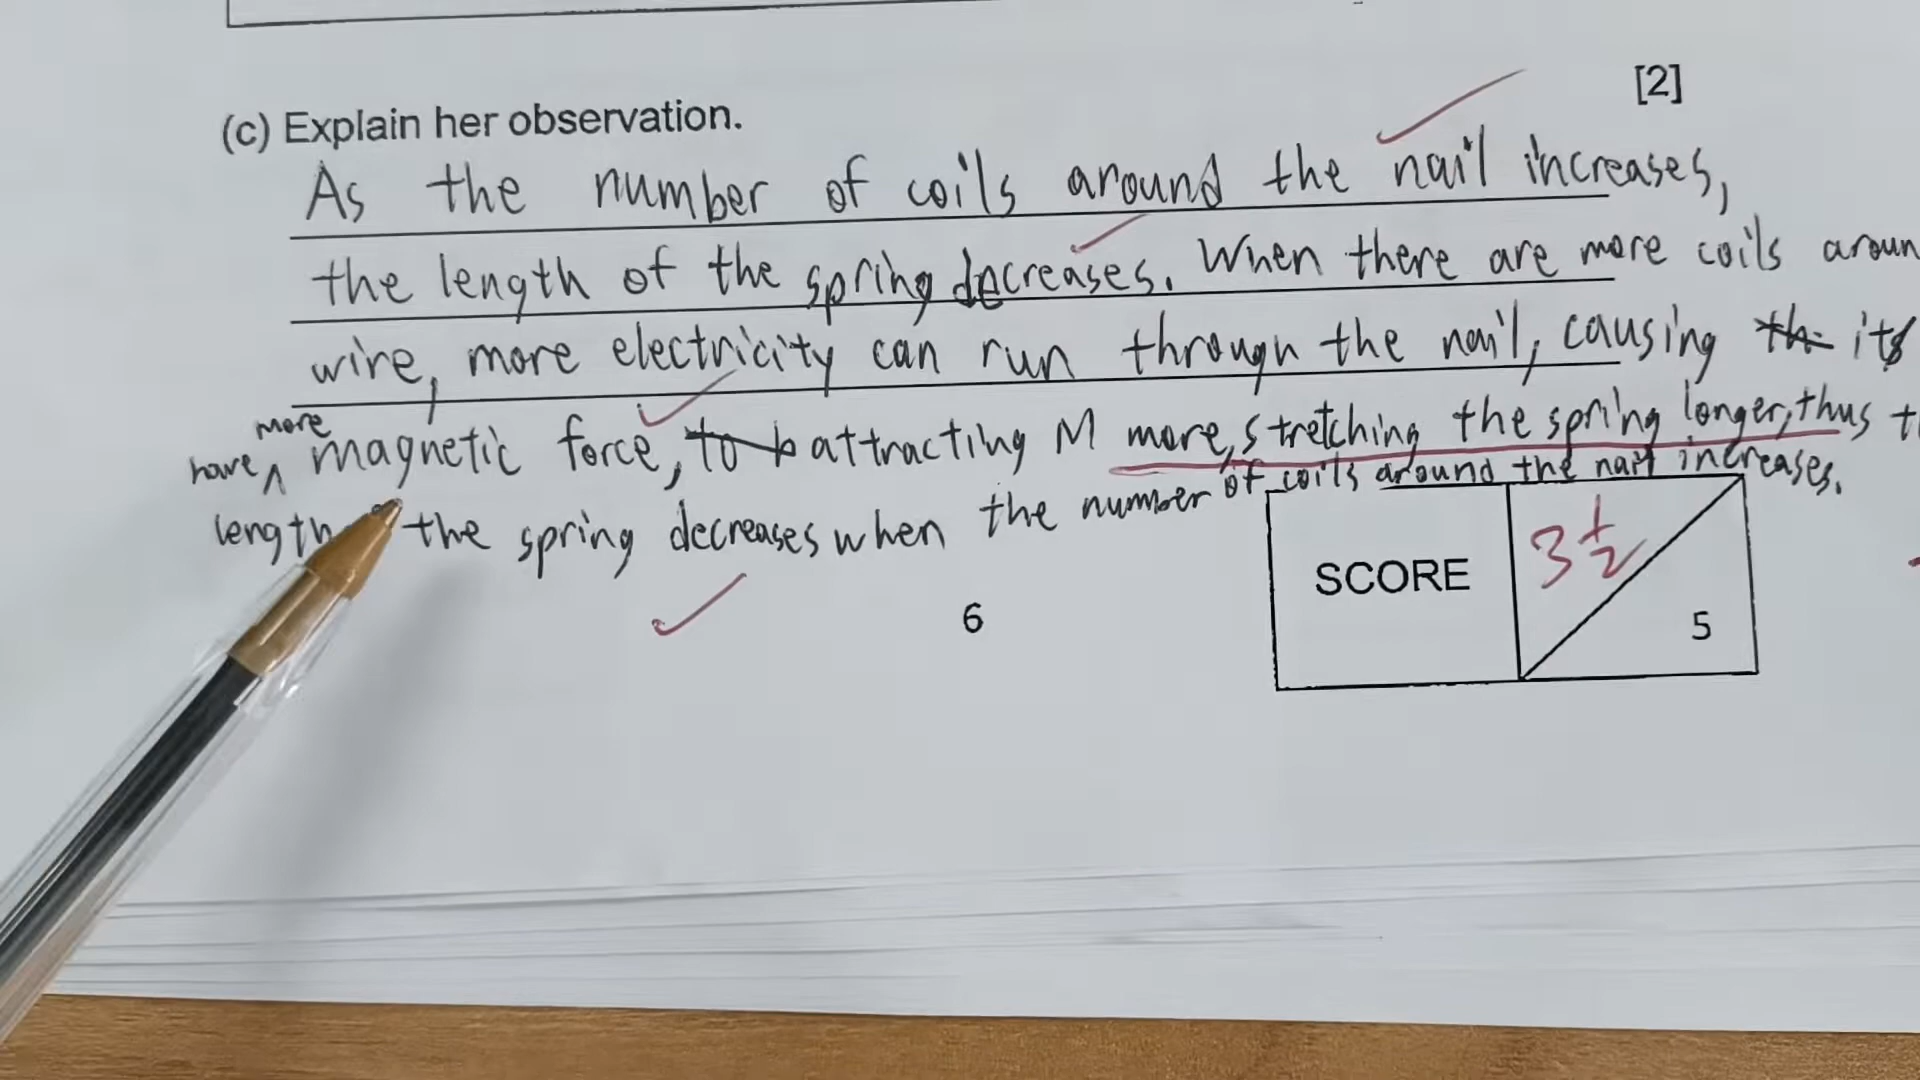 [2]
(c) Explain her observation.
As the number of coils around the nail increases,
the length of the spring decreases. When there are more coils aroun
wire, more electricity can run through the nail, causing its
have more magnetic force, attracting M more, stretching the spring longer, thus t
length the spring decreases when the number of coils around the nail increases.
6
SCORE
3 1/2
5